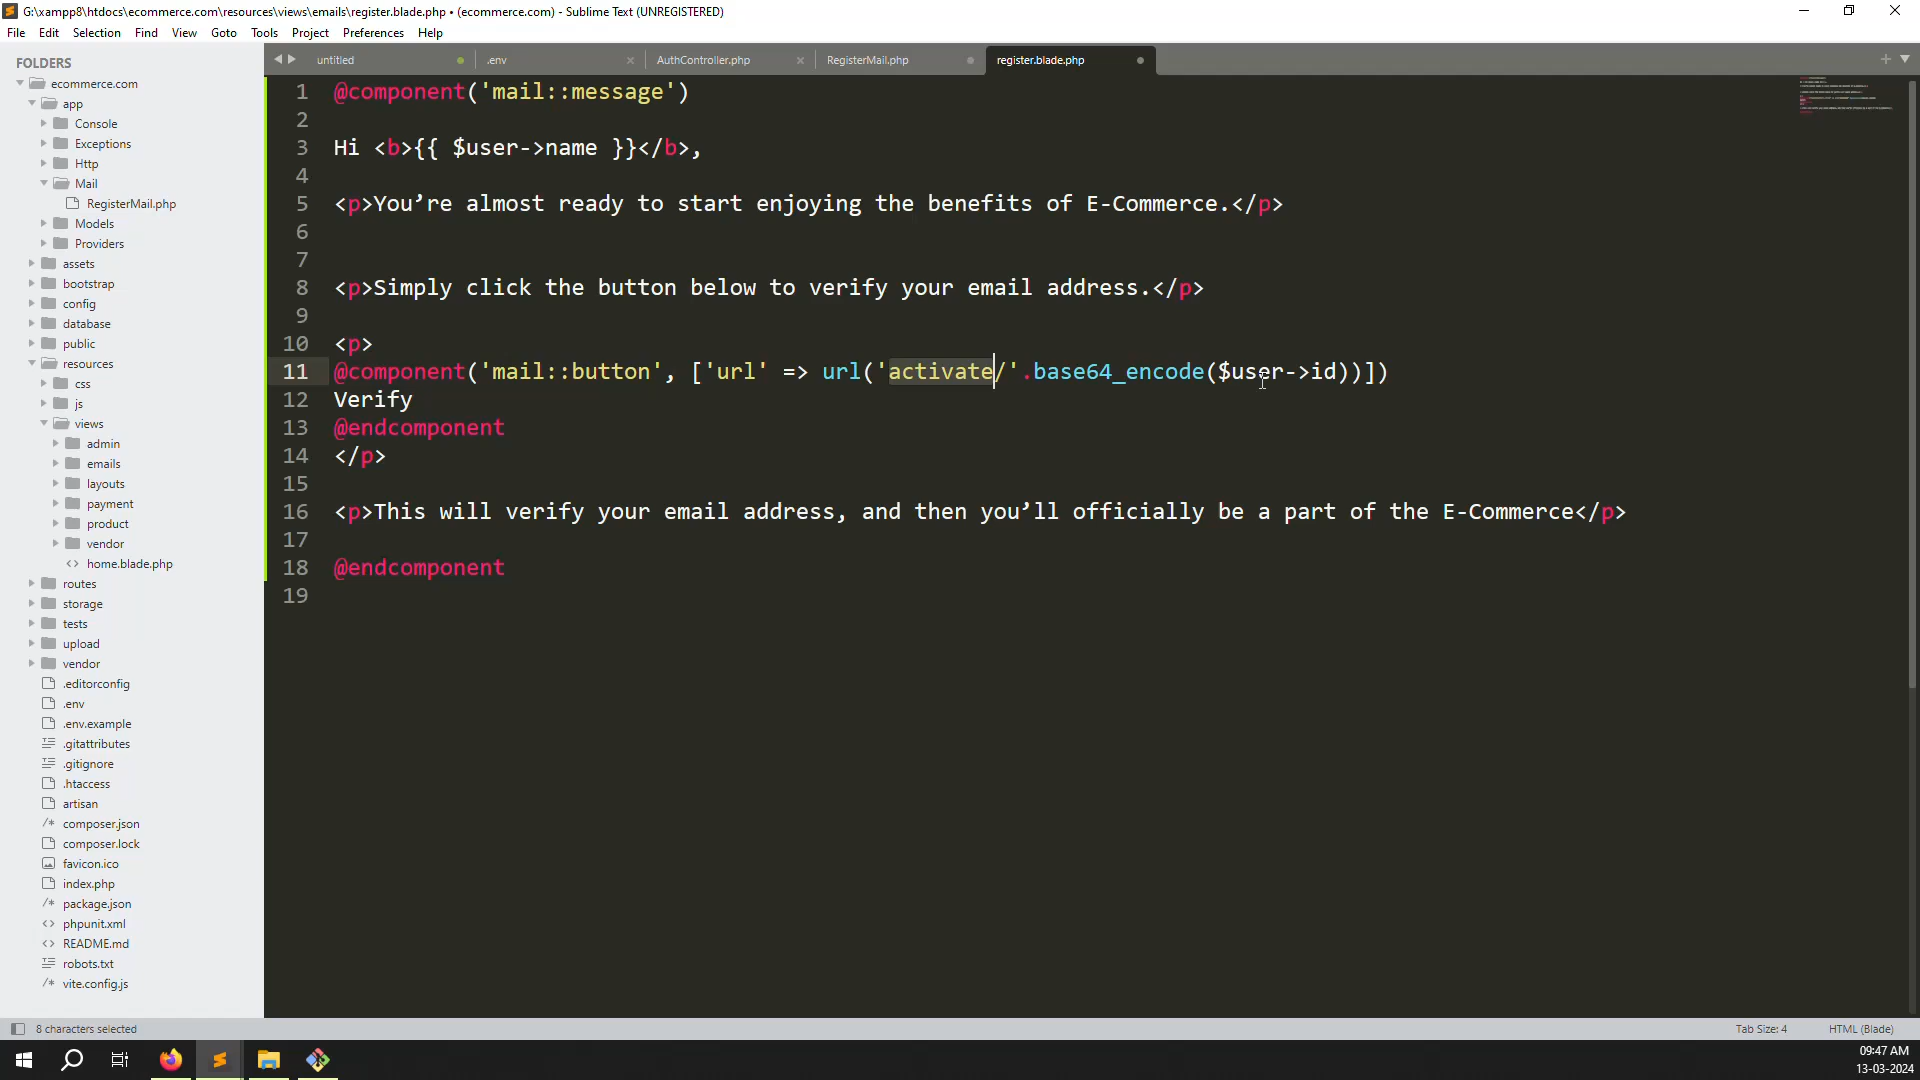 G:\xampp8\htdocs\ecommerce.com\resources\views\emails\register.blade.php • (ecommerce.com) - Sublime Text (UNREGISTERED)
File Edit Selection Find View Goto Tools Project Preferences Help
FOLDERS
ecommerce.com
app
Console
Exceptions
Http
Mail
RegisterMail.php
Models
Providers
assets
bootstrap
config
database
public
resources
css
js
views
admin
emails
layouts
payment
product
vendor
home.blade.php
routes
storage
tests
upload
vendor
.editorconfig
.env
.env.example
.gitattributes
.gitignore
.htaccess
artisan
composer.json
composer.lock
favicon.ico
index.php
package.json
phpunit.xml
README.md
robots.txt
vite.config.js
untitled .env AuthController.php RegisterMail.php register.blade.php
1 @component('mail::message')
2
3 Hi <b>{{ $user->name }}</b>,
4
5 <p>You’re almost ready to start enjoying the benefits of E-Commerce.</p>
6
7
8 <p>Simply click the button below to verify your email address.</p>
9
10 <p>
11 @component('mail::button', ['url' => url('activate/'.base64_encode($user->id))])
12 Verify
13 @endcomponent
14 </p>
15
16 <p>This will verify your email address, and then you’ll officially be a part of the E-Commerce</p>
17
18 @endcomponent
19
8 characters selected Tab Size: 4 HTML (Blade)
09:47 AM
13-03-2024